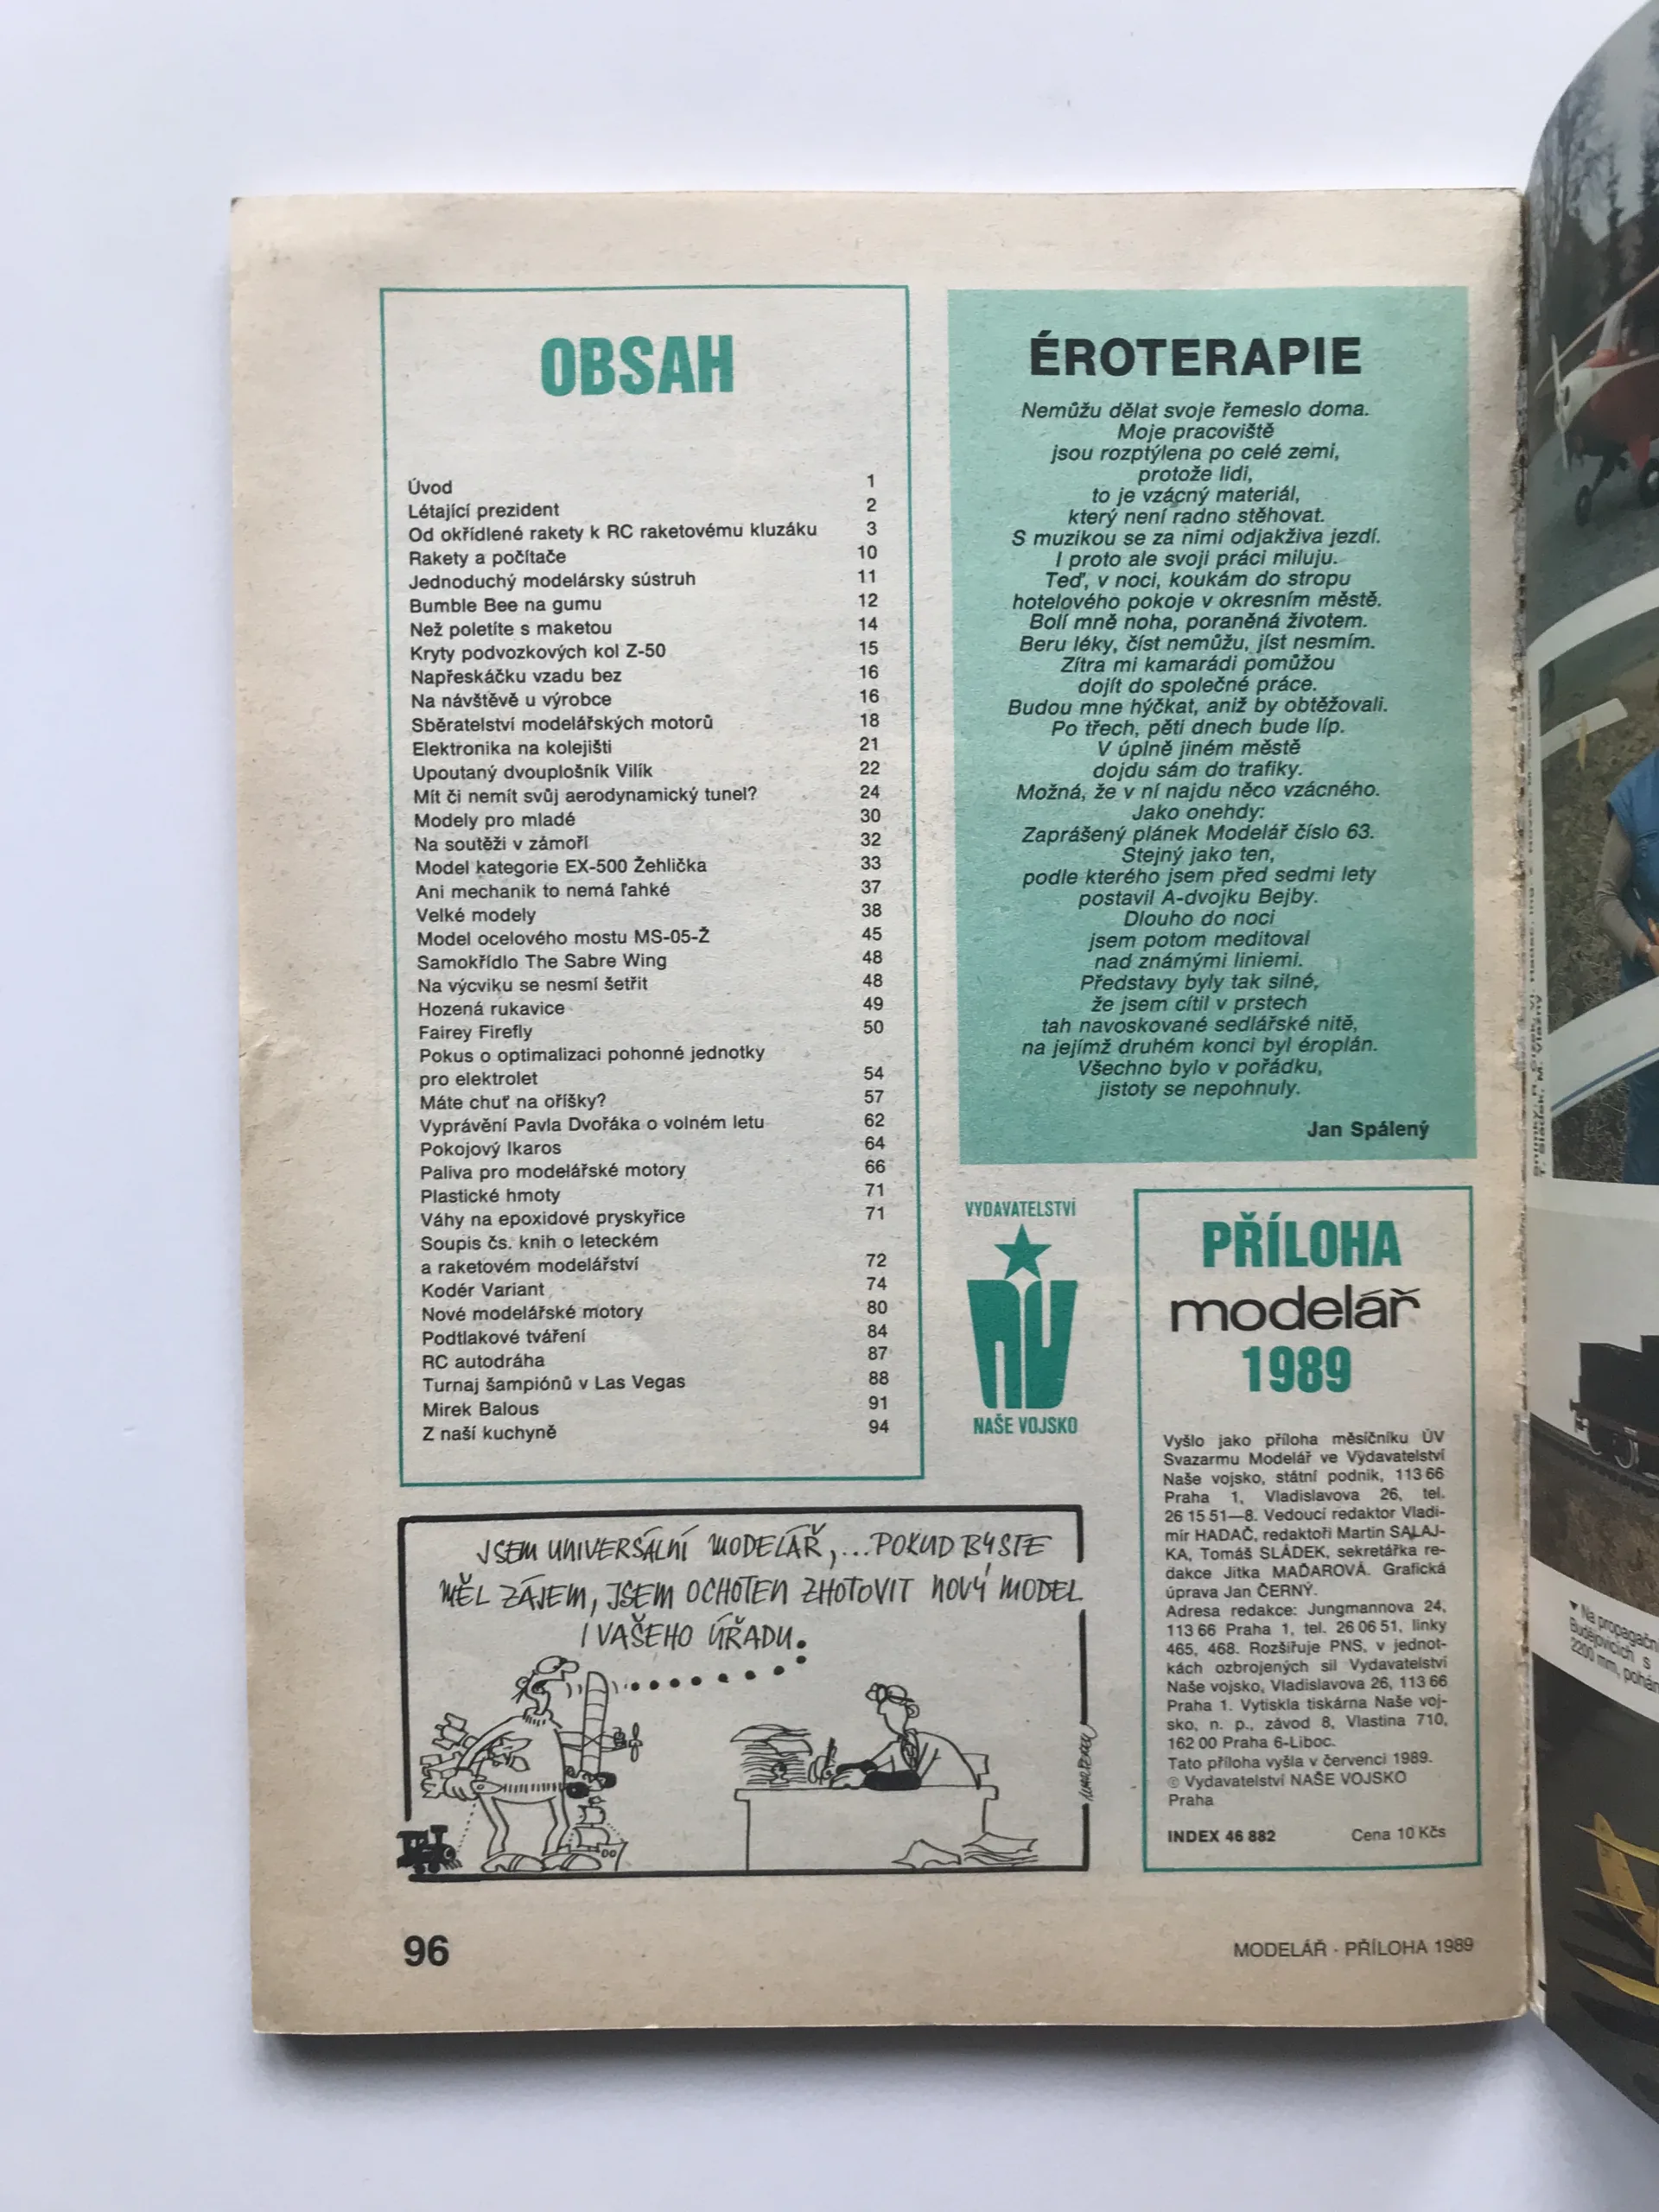 OBSAH
Úvod 1
Létající prezident 2
Od okřídlené rakety k RC raketovému kluzáku 3
Rakety a počítače 10
Jednoduchý modelársky sústruh 11
Bumble Bee na gumu 12
Než poletíte s maketou 14
Kryty podvozkových kol Z-50 15
Napřeskáčku vzadu bez 16
Na návštěvě u výrobce 16
Sběratelství modelářských motorů 18
Elektronika na kolejišti 21
Upoutaný dvouplošník Vilík 22
Mít či nemít svůj aerodynamický tunel? 24
Modely pro mladé 30
Na soutěži v zámoří 32
Model kategorie EX-500 Žehlička 33
Ani mechanik to nemá ľahké 37
Velké modely 38
Model ocelového mostu MS-05-Ž 45
Samokřídlo The Sabre Wing 48
Na výcviku se nesmí šetřit 48
Hozená rukavice 49
Fairey Firefly 50
Pokus o optimalizaci pohonné jednotky
pro elektrolet 54
Máte chuť na oříšky? 57
Vyprávění Pavla Dvořáka o volném letu 62
Pokojový Ikaros 64
Paliva pro modelářské motory 66
Plastické hmoty 71
Váhy na epoxidové pryskyřice 71
Soupis čs. knih o leteckém
a raketovém modelářství 72
Kodér Variant 74
Nové modelářské motory 80
Podtlakové tváření 84
RC autodráha 87
Turnaj šampiónů v Las Vegas 88
Mirek Balous 91
Z naší kuchyně 94
ÉROTERAPIE
Nemůžu dělat svoje řemeslo doma.
Moje pracoviště
jsou rozptýlena po celé zemi,
protože lidi,
to je vzácný materiál,
který není radno stěhovat.
S muzikou se za nimi odjakživa jezdí.
I proto ale svoji práci miluju.
Teď, v noci, koukám do stropu
hotelového pokoje v okresním městě.
Bolí mně noha, poraněná životem.
Beru léky, číst nemůžu, jíst nesmím.
Zítra mi kamarádi pomůžou
dojít do společné práce.
Budou mne hýčkat, aniž by obtěžovali.
Po třech, pěti dnech bude líp.
V úplně jiném městě
dojdu sám do trafiky.
Možná, že v ní najdu něco vzácného.
Jako onehdy:
Zaprášený plánek Modelář číslo 63.
Stejný jako ten,
podle kterého jsem před sedmi lety
postavil A-dvojku Bejby.
Dlouho do noci
jsem potom meditoval
nad známými liniemi.
Představy byly tak silné,
že jsem cítil v prstech
tah navoskované sedlářské nitě,
na jejímž druhém konci byl éroplán.
Všechno bylo v pořádku,
jistoty se nepohnuly.
Jan Spálený
VYDAVATELSTVÍ
NV
NAŠE VOJSKO
PŘÍLOHA
modelář
1989
Vyšlo jako příloha měsíčníku ÚV
Svazarmu Modelář ve Vydavatelství
Naše vojsko, státní podnik, 113 66
Praha 1, Vladislavova 26, tel.
26 15 51—8. Vedoucí redaktor Vladi-
mír HADAČ, redaktoři Martin SALAJ-
KA, Tomáš SLÁDEK, sekretářka re-
dakce Jitka MAĎAROVÁ. Grafická
úprava Jan ČERNÝ.
Adresa redakce: Jungmannova 24,
113 66 Praha 1, tel. 26 06 51, linky
465, 468. Rozšiřuje PNS, v jednot-
kách ozbrojených sil Vydavatelství
Naše vojsko, Vladislavova 26, 113 66
Praha 1. Vytiskla tiskárna Naše voj-
sko, n. p., závod 8, Vlastina 710,
162 00 Praha 6-Liboc.
Tato příloha vyšla v červenci 1989.
© Vydavatelství NAŠE VOJSKO
Praha
INDEX 46 882 Cena 10 Kčs
JSEM UNIVERSÁLNÍ MODELÁŘ,...POKUD BYSTE
MĚL ZÁJEM, JSEM OCHOTEN ZHOTOVIT NOVÝ MODEL
I VAŠEHO ÚŘADU.
96
MODELÁŘ - PŘÍLOHA 1989
T. Sládek, M.
▼ Na propagačn
Budějovicích s
2200 mm, pohán